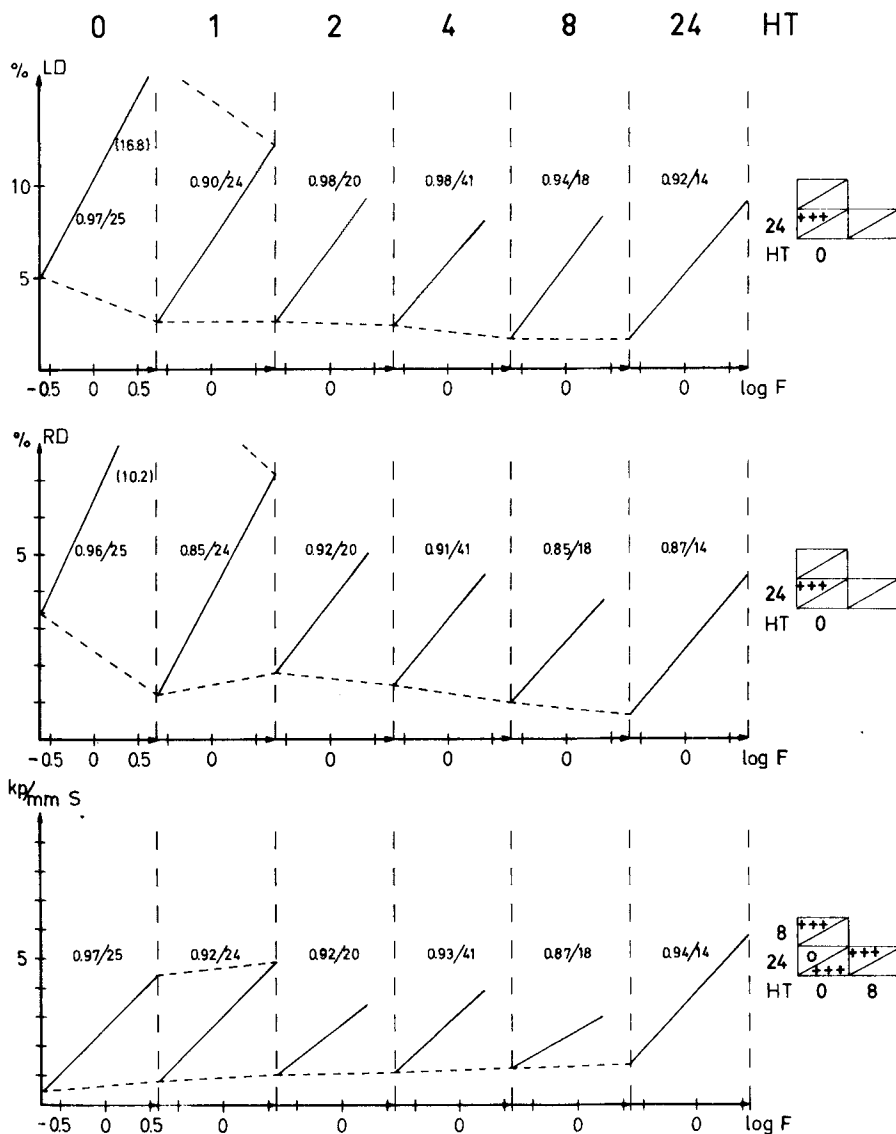 0 1 2 4 8 24 HT
% LD
(16.8)
0.97/25 0.90/24 0.98/20 0.98/41 0.94/18 0.92/14
10
5
24 +++
HT 0
-0.5 0 0.5 0 0 0 0 0 log F
% RD
(10.2)
0.96/25 0.85/24 0.92/20 0.91/41 0.85/18 0.87/14
5
24 +++
HT 0
-0.5 0 0.5 0 0 0 0 0 log F
kp/mm S
0.97/25 0.92/24 0.92/20 0.93/41 0.87/18 0.94/14
5
8 +++
24 0 +++
+++
HT 0 8
-0.5 0 0.5 0 0 0 0 0 log F